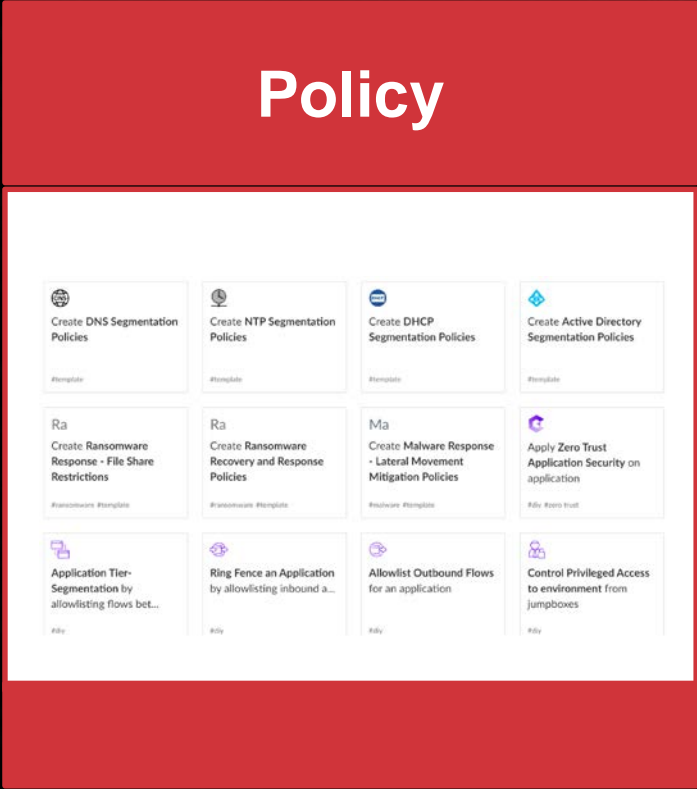 Policy
DNS
DHCP
Create DNS Segmentation
Policies
#template
Create NTP Segmentation
Policies
#template
Create DHCP
Segmentation Policies
#template
Create Active Directory
Segmentation Policies
#template
Ra
Create Ransomware
Response - File Share
Restrictions
#ransomware #template
Ra
Create Ransomware
Recovery and Response
Policies
#ransomware #template
Ma
Create Malware Response
- Lateral Movement
Mitigation Policies
#malware #template
Apply Zero Trust
Application Security on
application
#diy #zero trust
Application Tier-
Segmentation by
allowlisting flows bet...
#diy
Ring Fence an Application
by allowlisting inbound a...
#diy
Allowlist Outbound Flows
for an application
#diy
Control Privileged Access
to environment from
jumpboxes
#diy